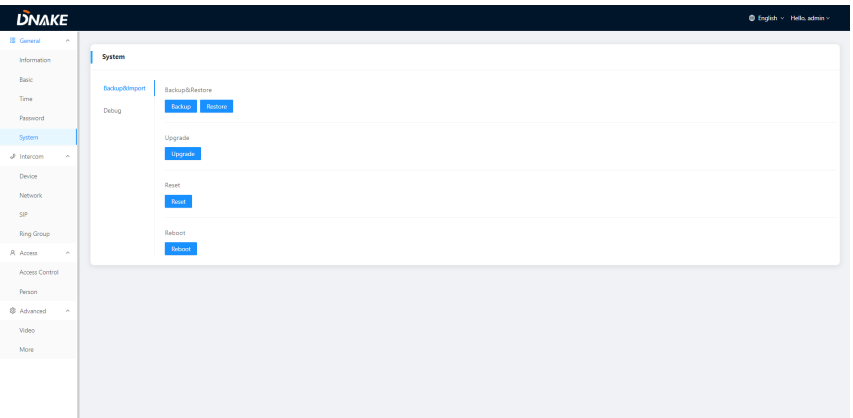 DNAKE
English
Hello, admin
General
Information
Basic
Time
Password
System
Intercom
Device
Network
SIP
Ring Group
Access
Access Control
Person
Advanced
Video
More
System
Backup&Import
Debug
Backup&Restore
Backup Restore
Upgrade
Upgrade
Reset
Reset
Reboot
Reboot